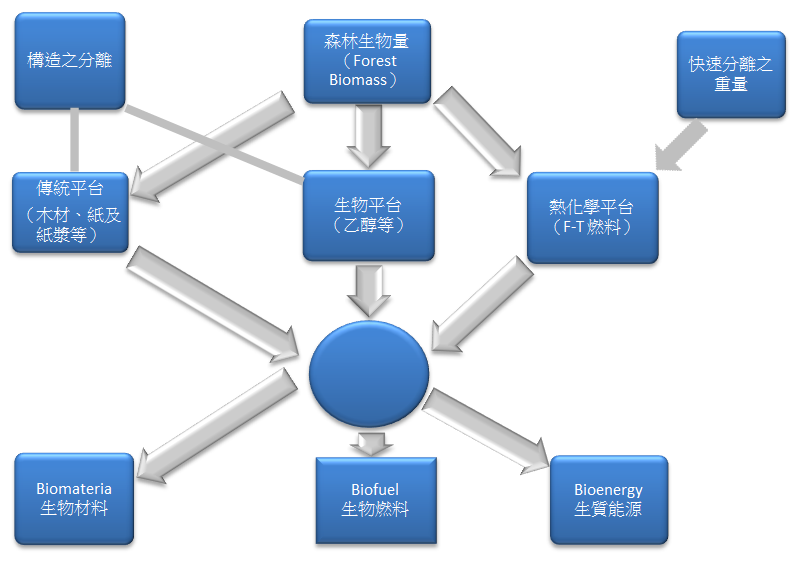 構造之分離
森林生物量
（Forest
Biomass）
快速分離之
重量
傳統平台
（木材、紙及
紙漿等）
生物平台
（乙醇等）
熱化學平台
（F-T 燃料）
Biomateria
生物材料
Biofuel
生物燃料
Bioenergy
生質能源